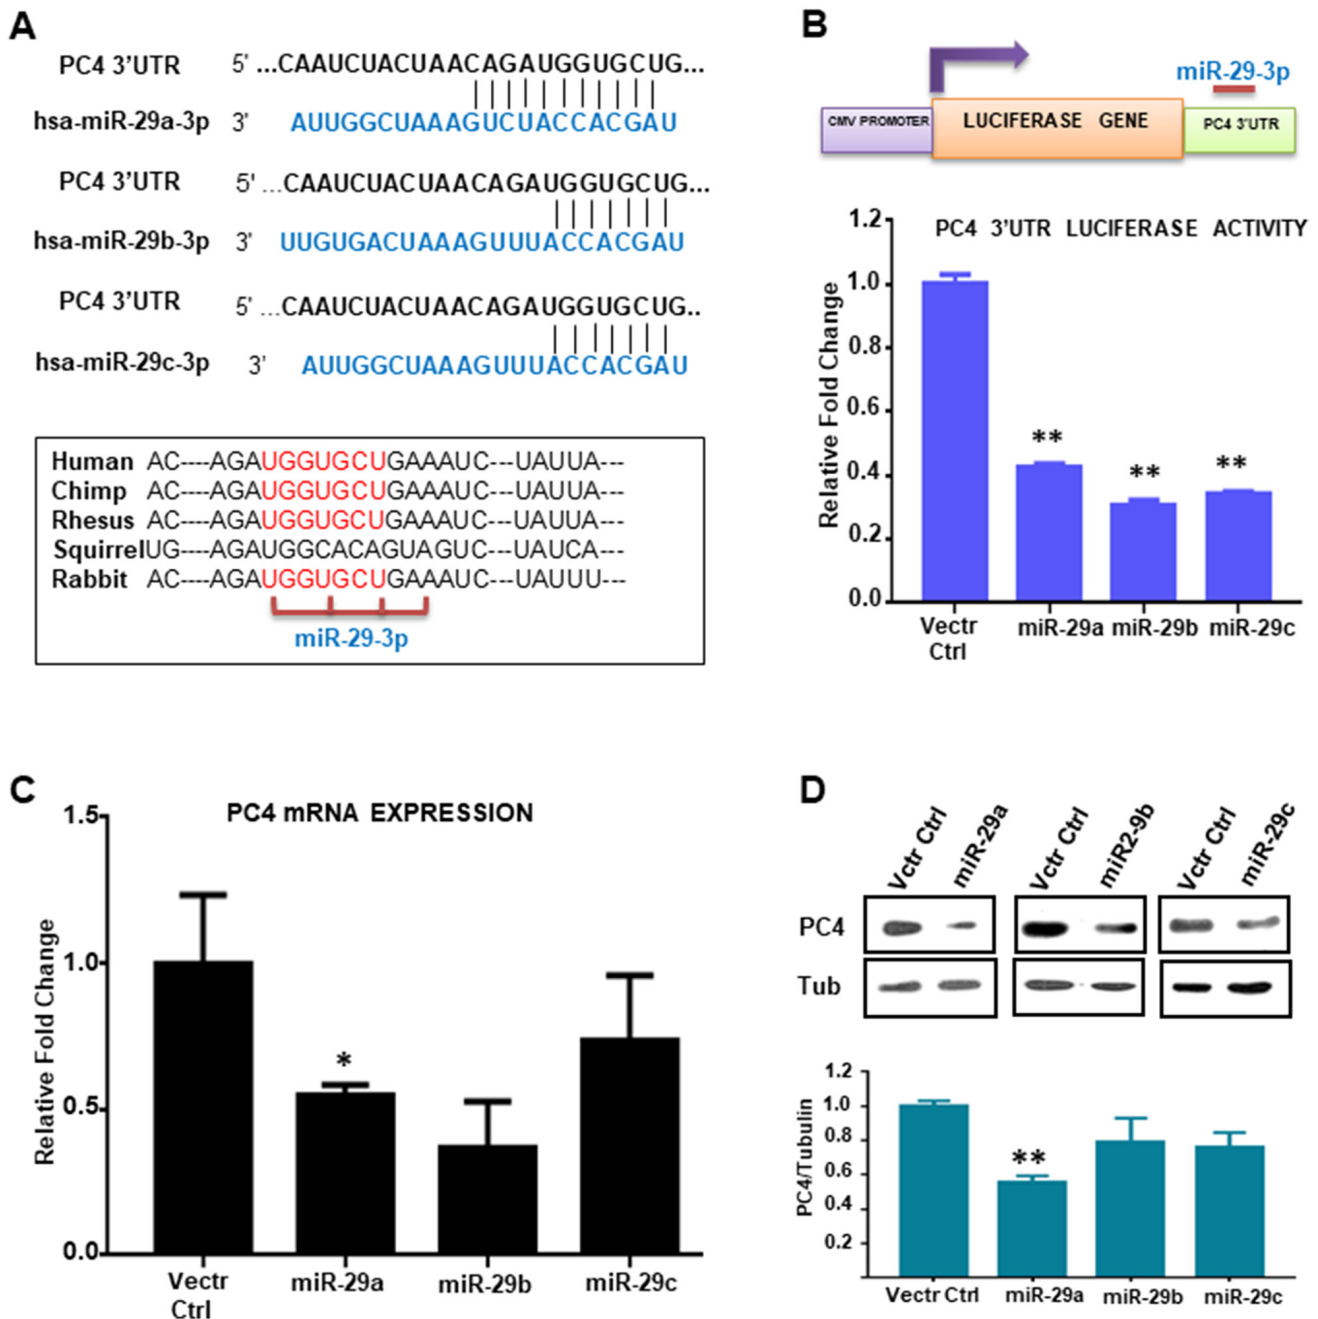 A
PC4 3'UTR 5' ...CAAUCUACUAACAGAUGGUGCUG...
hsa-miR-29a-3p 3' AUUGGCUAAAGUCUACCACGAU
PC4 3'UTR 5' ...CAAUCUACUAACAGAUGGUGCUG...
hsa-miR-29b-3p 3' UUGUGACUAAAGUUUACCACGAU
PC4 3'UTR 5' ...CAAUCUACUAACAGAUGGUGCUG..
hsa-miR-29c-3p 3' AUUGGCUAAAGUUUACCACGAU
Human AC----AGAUGGUGCUGAAAUC---UAUUA---
Chimp AC----AGAUGGUGCUGAAAUC---UAUUA---
Rhesus AC----AGAUGGUGCUGAAAUC---UAUUA---
Squirrel UG----AGAUGGCACAGUAGUC---UAUCA---
Rabbit AC----AGAUGGUGCUGAAAUC---UAUUU---
miR-29-3p
B
miR-29-3p
CMV PROMOTER LUCIFERASE GENE PC4 3'UTR
PC4 3'UTR LUCIFERASE ACTIVITY
Relative Fold Change
1.2
1.0
0.8
0.6
0.4
0.2
0.0
** ** **
Vectr Ctrl miR-29a miR-29b miR-29c
C
PC4 mRNA EXPRESSION
Relative Fold Change
1.5
1.0
0.5
0.0
*
Vectr Ctrl miR-29a miR-29b miR-29c
D
Vctr Ctrl miR-29a Vctr Ctrl miR2-9b Vctr Ctrl miR-29c
PC4
Tub
PC4/Tubulin
1.2
1.0
0.8
0.6
0.4
0.2
**
Vectr Ctrl miR-29a miR-29b miR-29c